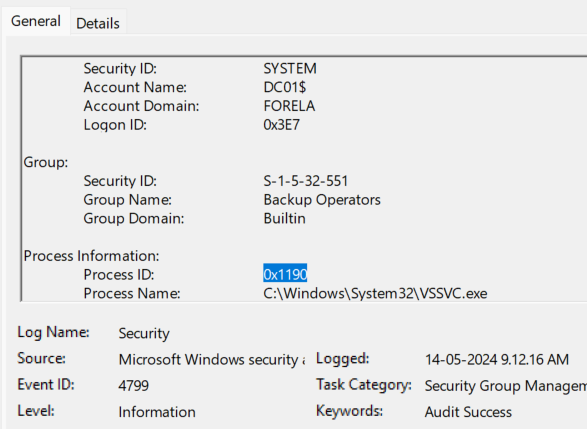 General Details
Security ID: SYSTEM
Account Name: DC01$
Account Domain: FORELA
Logon ID: 0x3E7
Group:
Security ID: S-1-5-32-551
Group Name: Backup Operators
Group Domain: Builtin
Process Information:
Process ID: 0x1190
Process Name: C:\Windows\System32\VSSVC.exe
Log Name: Security
Source: Microsoft Windows security a Logged: 14-05-2024 9.12.16 AM
Event ID: 4799 Task Category: Security Group Managem
Level: Information Keywords: Audit Success